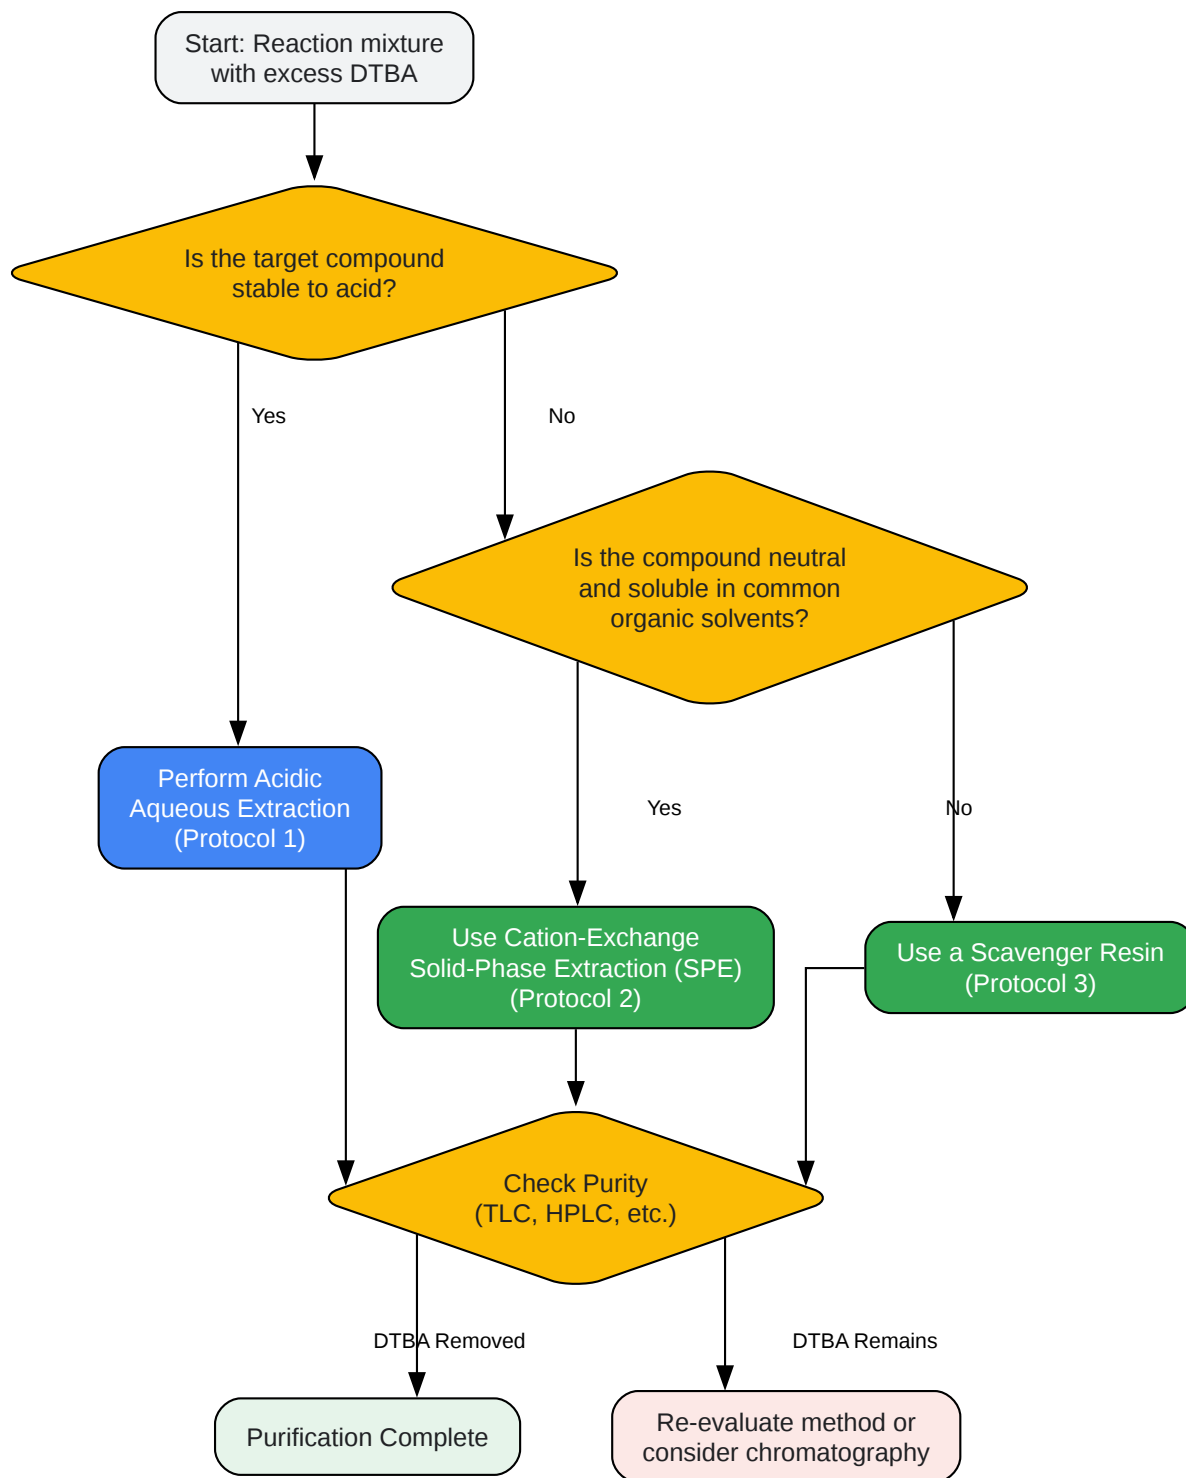 Start: Reaction mixture
with excess DTBA
Is the target compound
stable to acid?
Yes
No
Is the compound neutral
and soluble in common
organic solvents?
Perform Acidic
Aqueous Extraction
(Protocol 1)
Yes
No
Use Cation-Exchange
Solid-Phase Extraction (SPE)
(Protocol 2)
Use a Scavenger Resin
(Protocol 3)
Check Purity
(TLC, HPLC, etc.)
DTBA Removed
DTBA Remains
Purification Complete
Re-evaluate method or
consider chromatography